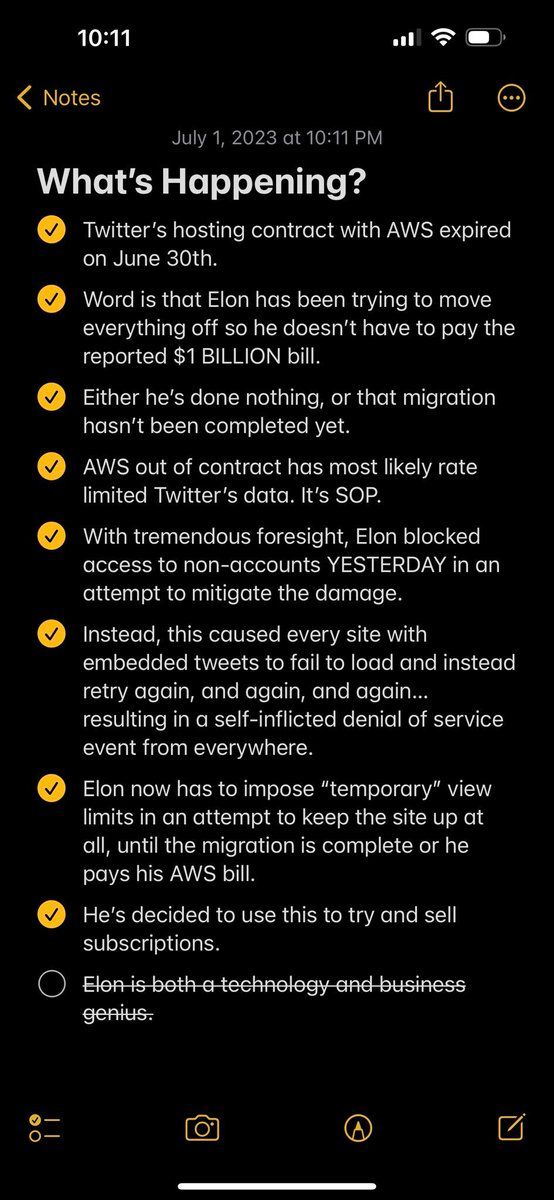 10:11
Notes
July 1, 2023 at 10:11 PM
What's Happening?
Twitter's hosting contract with AWS expired
on June 30th.
Word is that Elon has been trying to move
everything off so he doesn't have to pay the
reported $1 BILLION bill.
Either he's done nothing, or that migration
hasn't been completed yet.
AWS out of contract has most likely rate
limited Twitter's data. It's SOP.
With tremendous foresight, Elon blocked
access to non-accounts YESTERDAY in an
attempt to mitigate the damage.
Instead, this caused every site with
embedded tweets to fail to load and instead
retry again, and again, and again...
resulting in a self-inflicted denial of service
event from everywhere.
Elon now has to impose “temporary” view
limits in an attempt to keep the site up at
all, until the migration is complete or he
pays his AWS bill.
He's decided to use this to try and sell
subscriptions.
Elon is both a technology and business
genius.